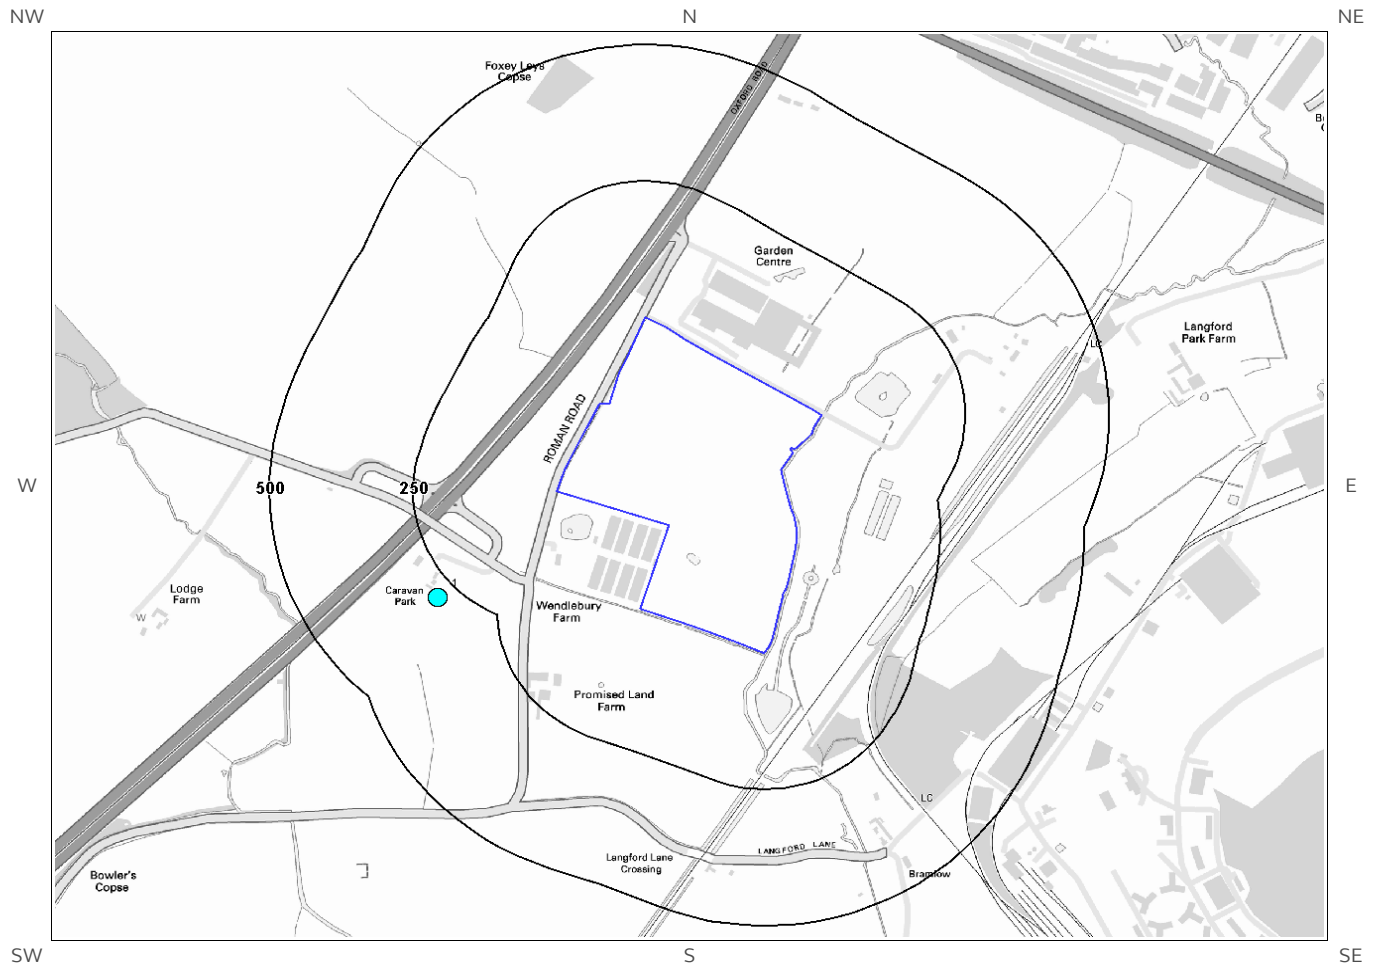 NW
N
NE
Foxey Leys
Copse
OXFORD ROAD
Garden
Centre
Langford
Park Farm
LC
ROMAN ROAD
W
500
250
E
Lodge
Farm
W
Caravan
Park
1
Wendlebury
Farm
Promised Land
Farm
LC
LANGFORD LANE
Langford Lane
Crossing
Bowler's
Copse
Bramlow
SW
S
SE